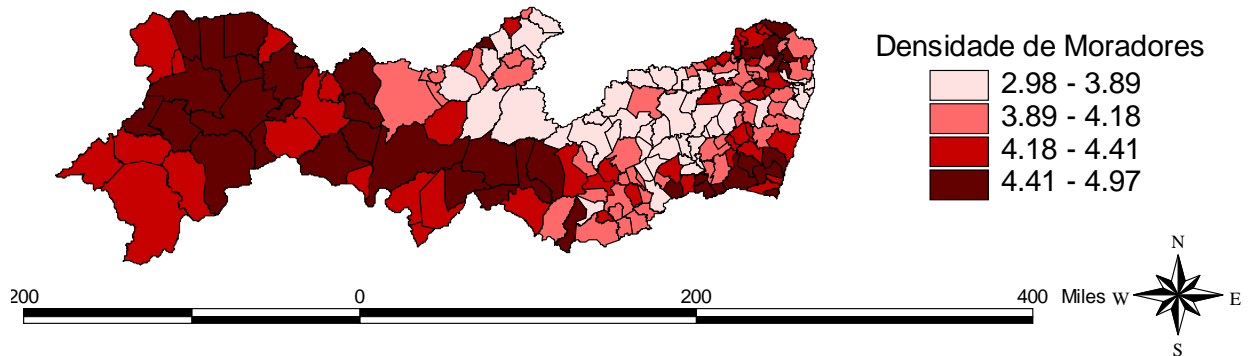 Densidade de Moradores
2.98 - 3.89
3.89 - 4.18
4.18 - 4.41
4.41 - 4.97
200 0 200 400 Miles
N
W E
S